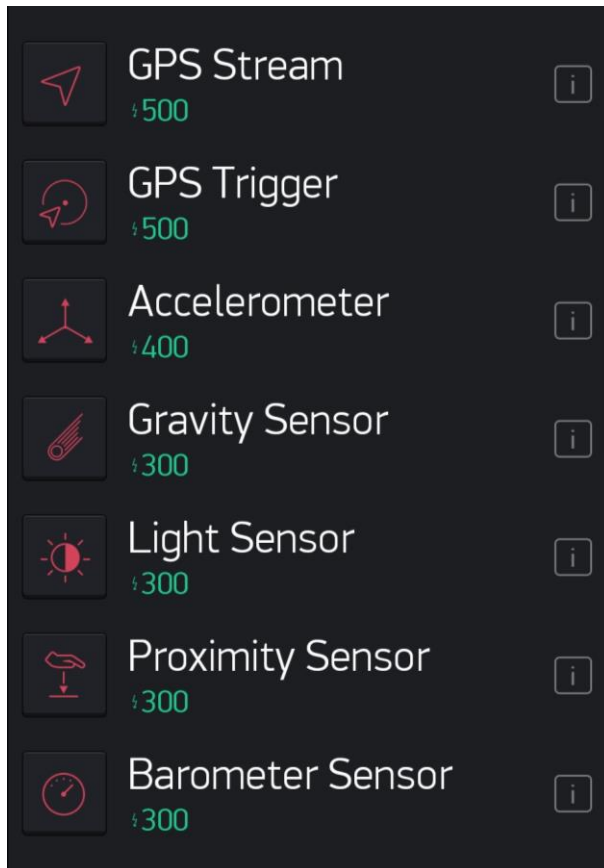 GPS Stream
500
i
GPS Trigger
500
i
Accelerometer
400
i
Gravity Sensor
300
i
Light Sensor
300
i
Proximity Sensor
300
i
Barometer Sensor
300
i